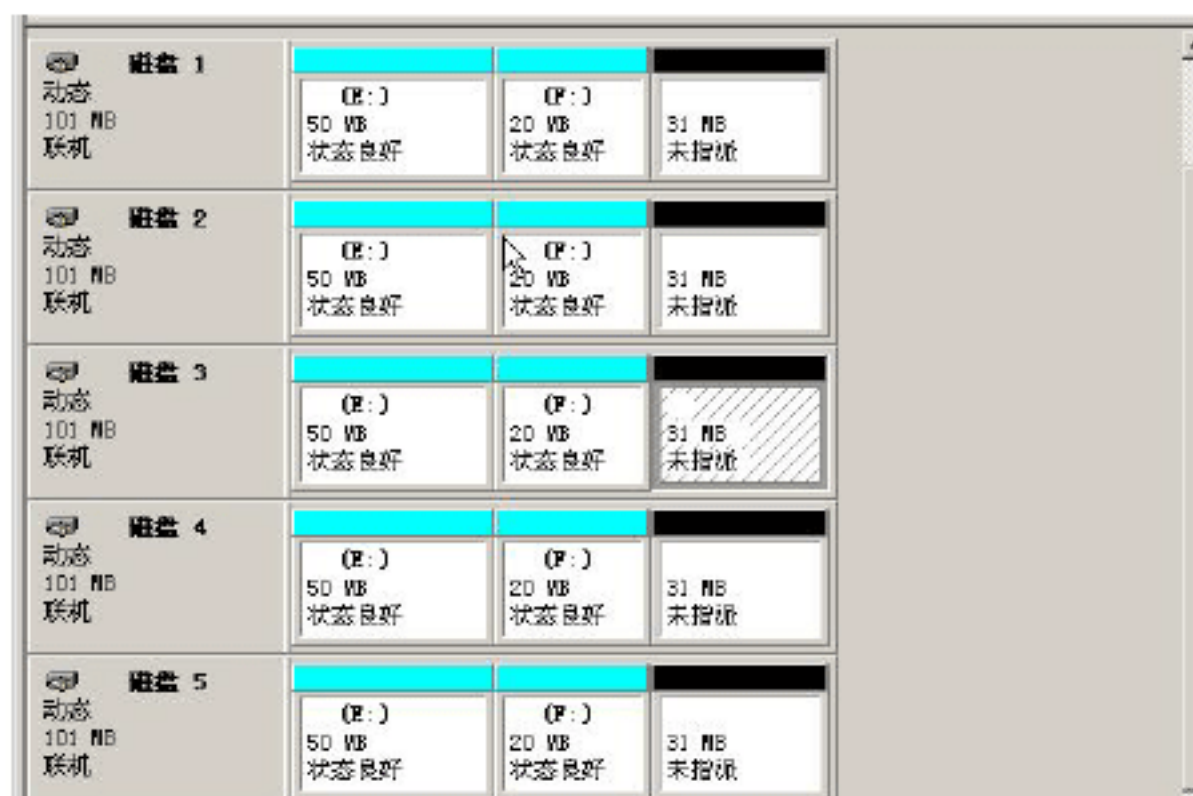 磁盘 1
动态
101 MB
联机
(E:)
50 MB
状态良好
(F:)
20 MB
状态良好
31 MB
未指派
磁盘 2
动态
101 MB
联机
(E:)
50 MB
状态良好
(F:)
20 MB
状态良好
31 MB
未指派
磁盘 3
动态
101 MB
联机
(E:)
50 MB
状态良好
(F:)
20 MB
状态良好
31 MB
未指派
磁盘 4
动态
101 MB
联机
(E:)
50 MB
状态良好
(F:)
20 MB
状态良好
31 MB
未指派
磁盘 5
动态
101 MB
联机
(E:)
50 MB
状态良好
(F:)
20 MB
状态良好
31 MB
未指派